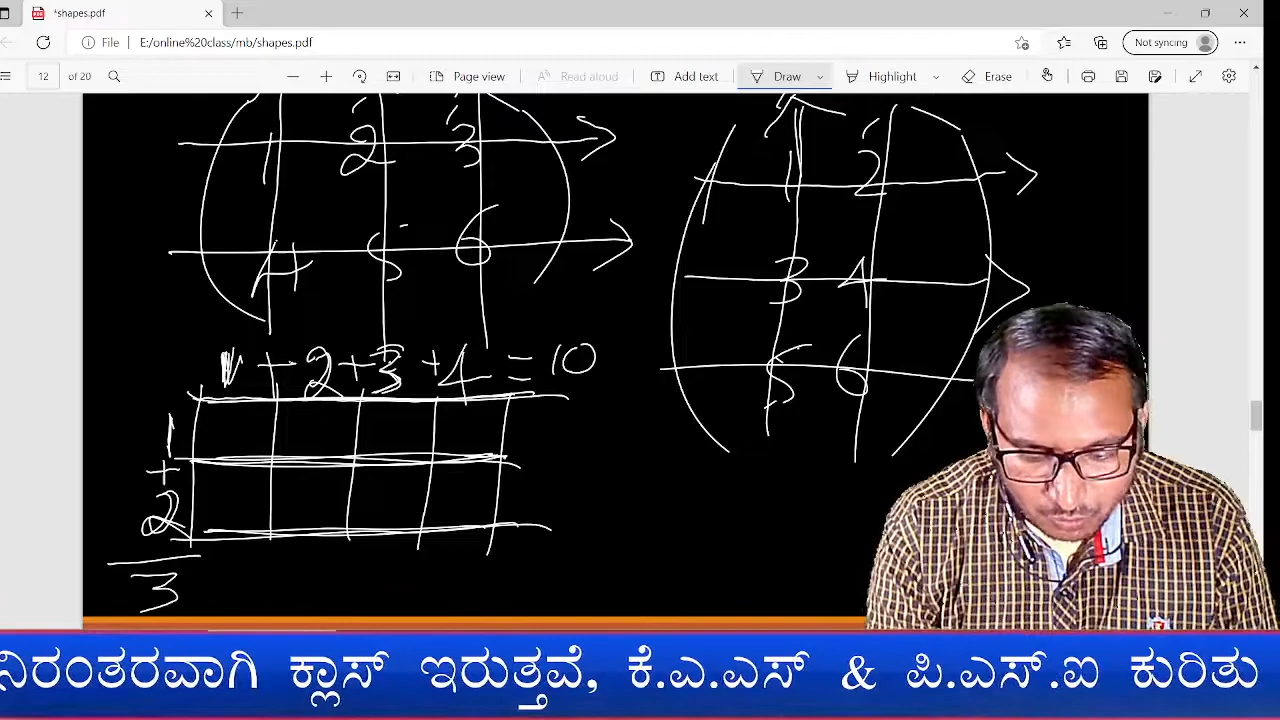 *shapes.pdf
File E:/online%20class/mb/shapes.pdf Not syncing
12 of 20 Page view Read aloud Add text Draw Highlight Erase
1 2 3
4 5 6
1 2
3 4
5 6
1 + 2 + 3 + 4 = 10
1
+
2
3
ನಿರಂತರವಾಗಿ ಕ್ಲಾಸ್ ಇರುತ್ತವೆ, ಕೆ.ಎ.ಎಸ್ & ಪಿ.ಎಸ್.ಐ ಕುರಿತು